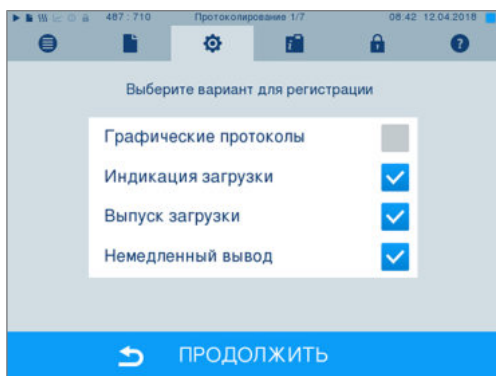 487 : 710 Протоколирование 1/7 08:42 12.04.2018
Выберите вариант для регистрации
Графические протоколы
Индикация загрузки
Выпуск загрузки
Немедленный вывод
ПРОДОЛЖИТЬ